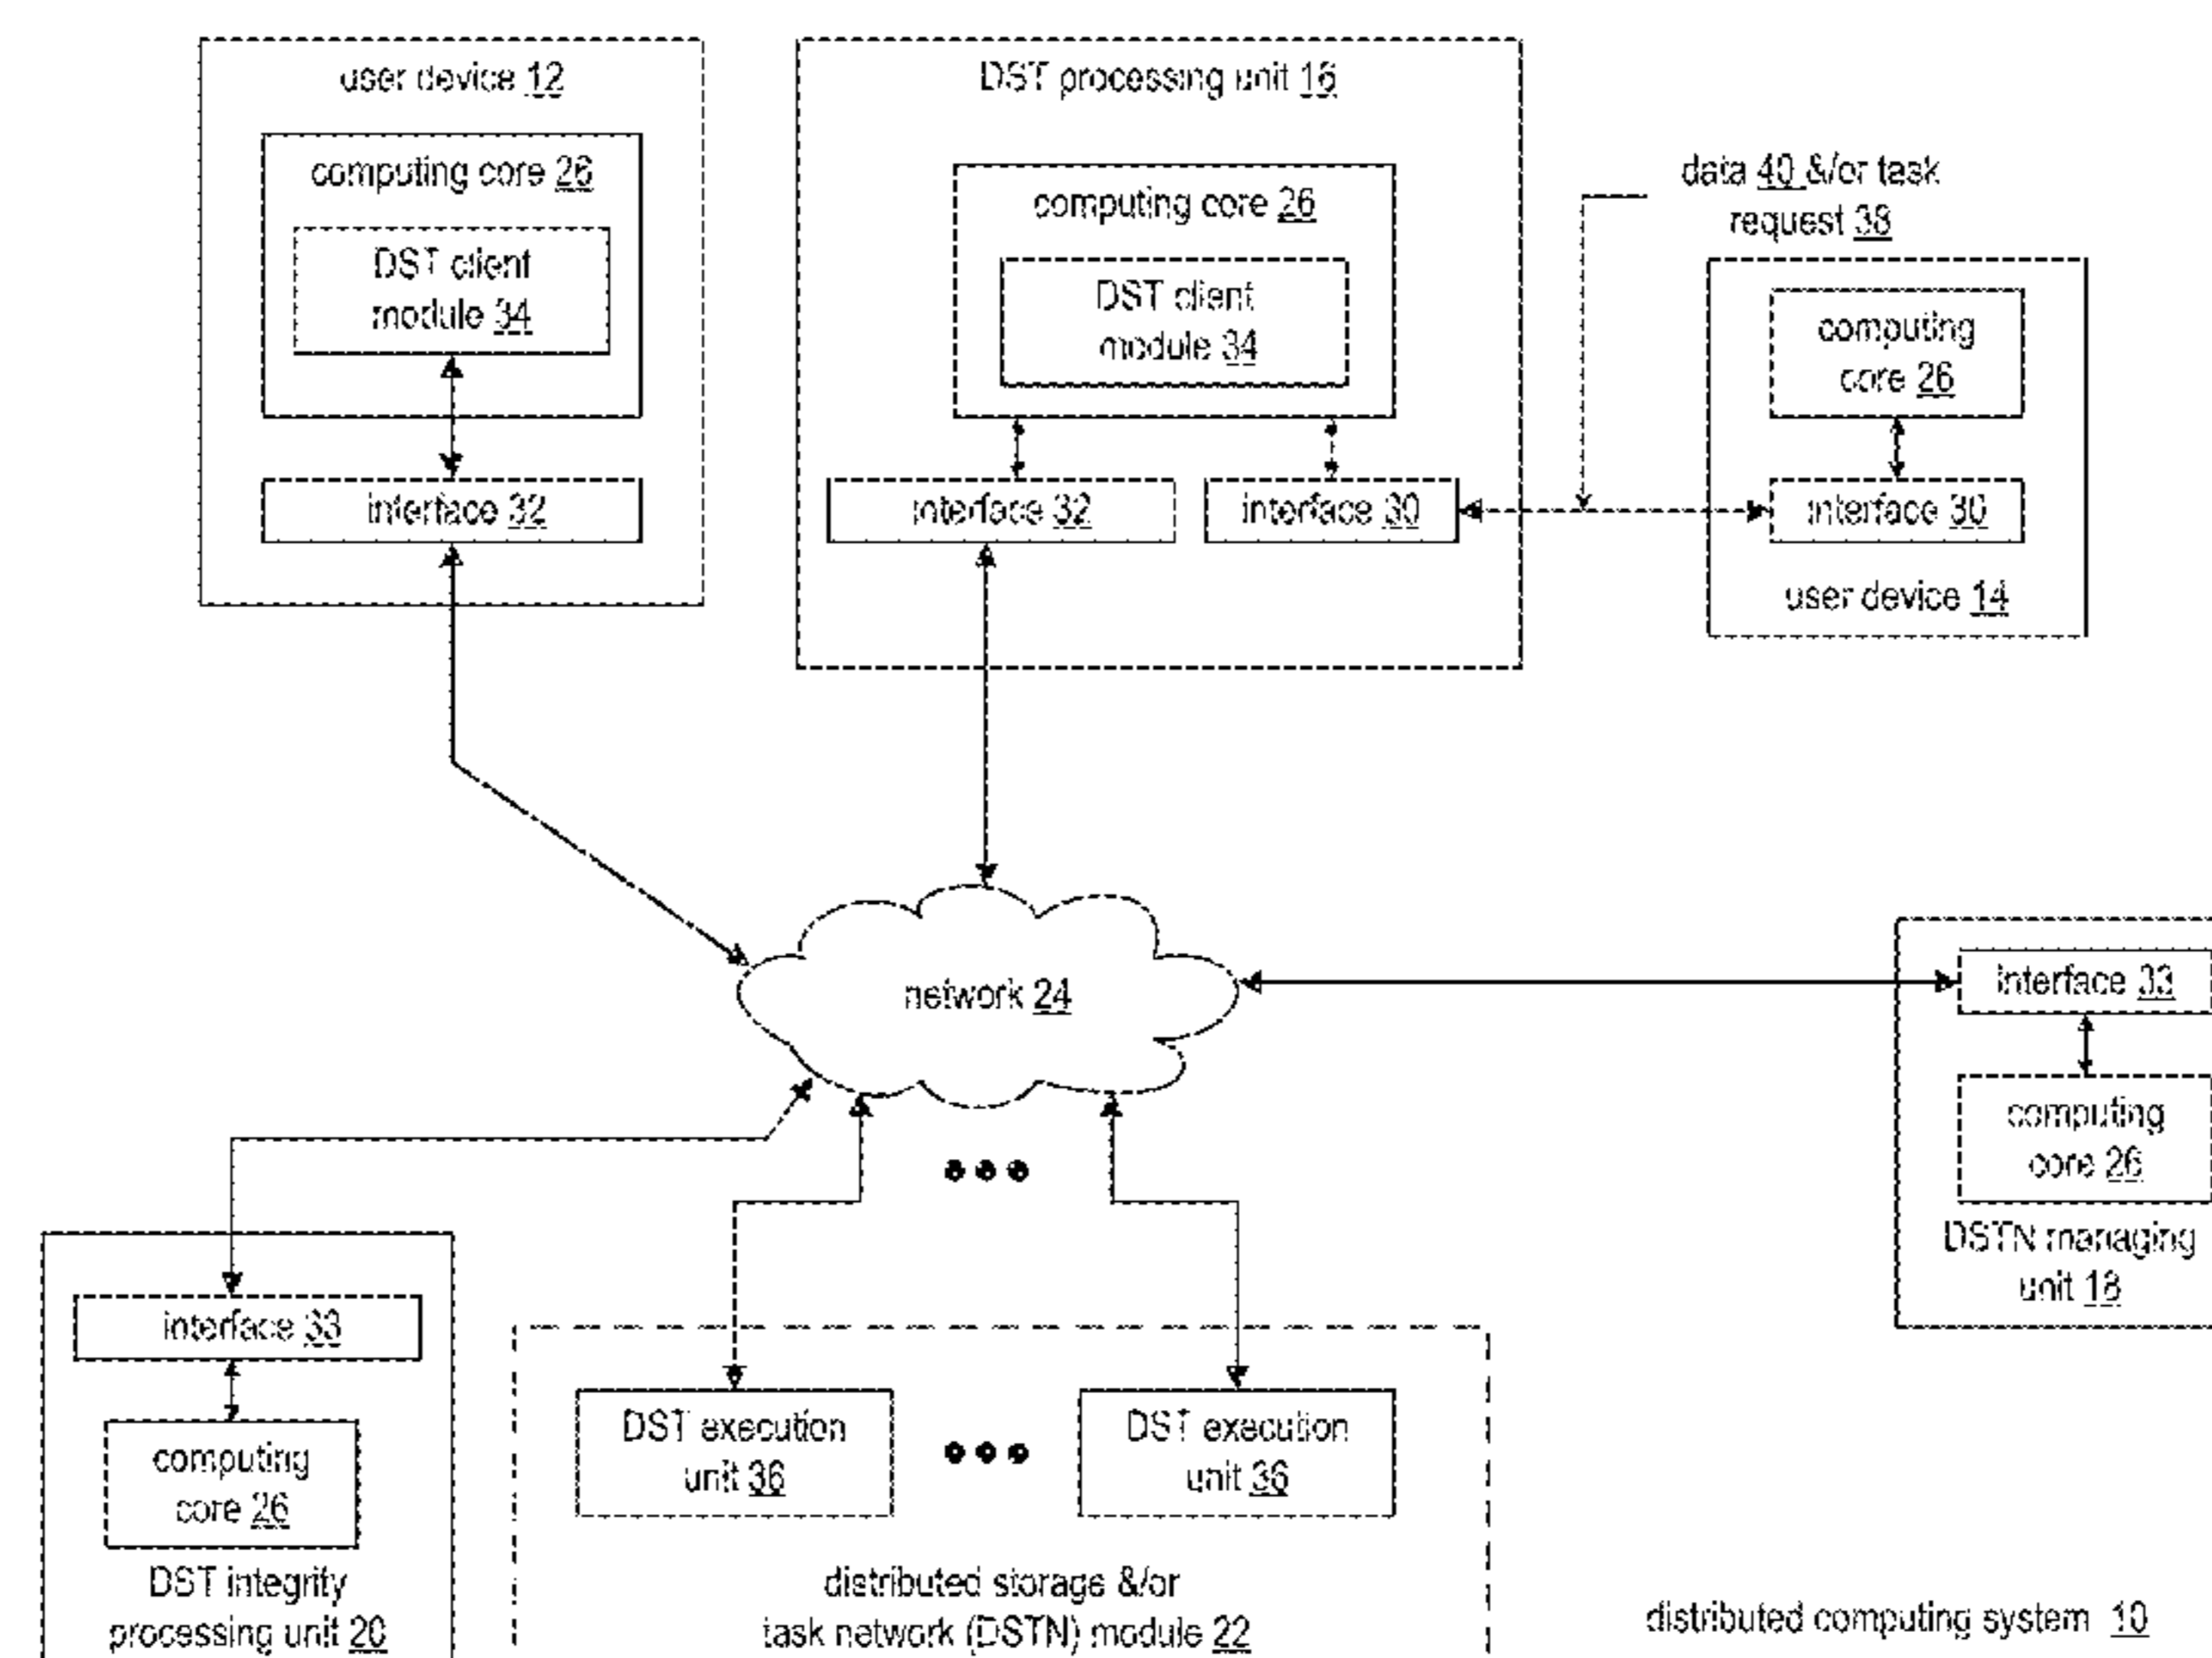 user device 12
DST processing unit 16
computing core 26
data 40 &/or task
request 38
computing core 26
DST client
module 34
DST client
module 34
computing
core 26
interface 32
interface 32
interface 30
interface 30
user device 14
network 24
interface 33
computing
core 26
DSTN managing
unit 18
interface 33
DST execution
unit 36
DST execution
unit 36
computing
core 26
DST integrity
processing unit 20
distributed storage &/or
task network (DSTN) module 22
distributed computing system 10